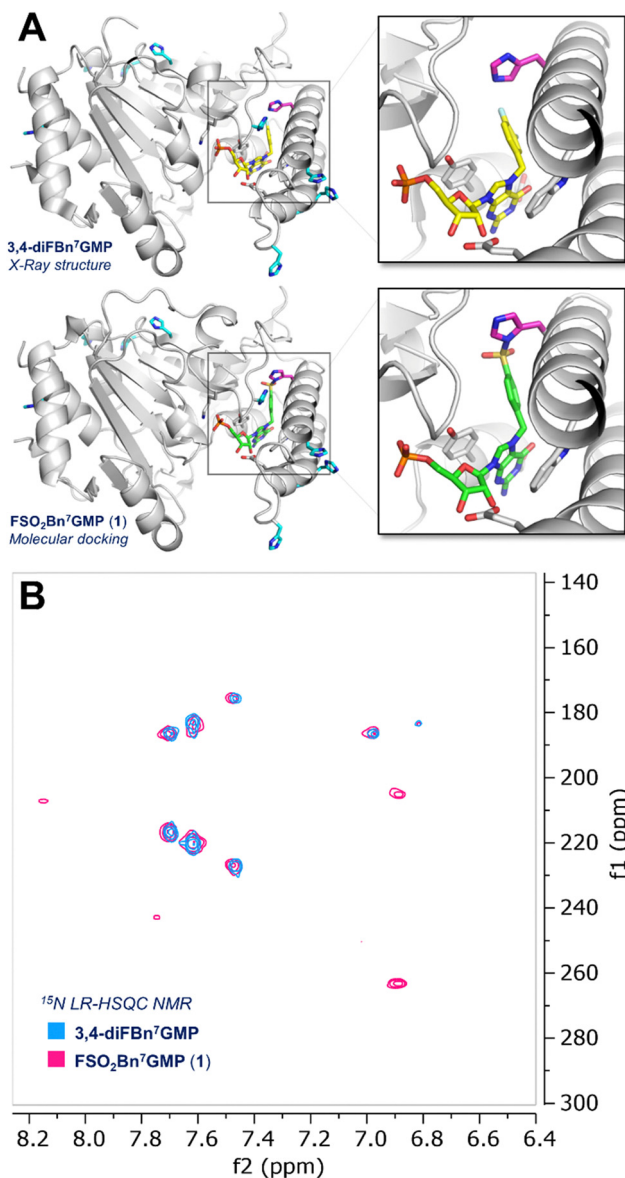 A
3,4-diFBn⁷GMP
X-Ray structure
FSO₂Bn⁷GMP (1)
Molecular docking
B
140
160
180
200
220
240
260
280
300
f1 (ppm)
¹⁵N LR-HSQC NMR
3,4-diFBn⁷GMP
FSO₂Bn⁷GMP (1)
8.2 8.0 7.8 7.6 7.4 7.2 7.0 6.8 6.6 6.4
f2 (ppm)